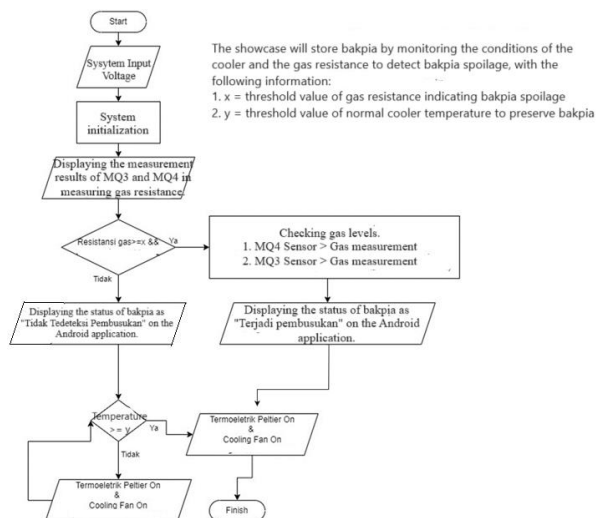 Start
Sysytem Input
Voltage
The showcase will store bakpia by monitoring the conditions of the
cooler and the gas resistance to detect bakpia spoilage, with the
following information:
1. x = threshold value of gas resistance indicating bakpia spoilage
2. y = threshold value of normal cooler temperature to preserve bakpia
System
initialization
Displaying the measurement
results of MQ3 and MQ4 in
measuring gas resistance.
Resistansi gas>=x &&
Ya
Checking gas levels.
1. MQ4 Sensor > Gas measurement
2. MQ3 Sensor > Gas measurement
Tidak
Displaying the status of bakpia as
"Tidak Tedeteksi Pembusukan" on the
Android application.
Displaying the status of bakpia as
"Terjadi pembusukan" on the Android
application.
Temperature
>= y
Ya
Termoeletrik Peltier On
&
Cooling Fan On
Tidak
Termoeletrik Peltier On
&
Cooling Fan On
Finish